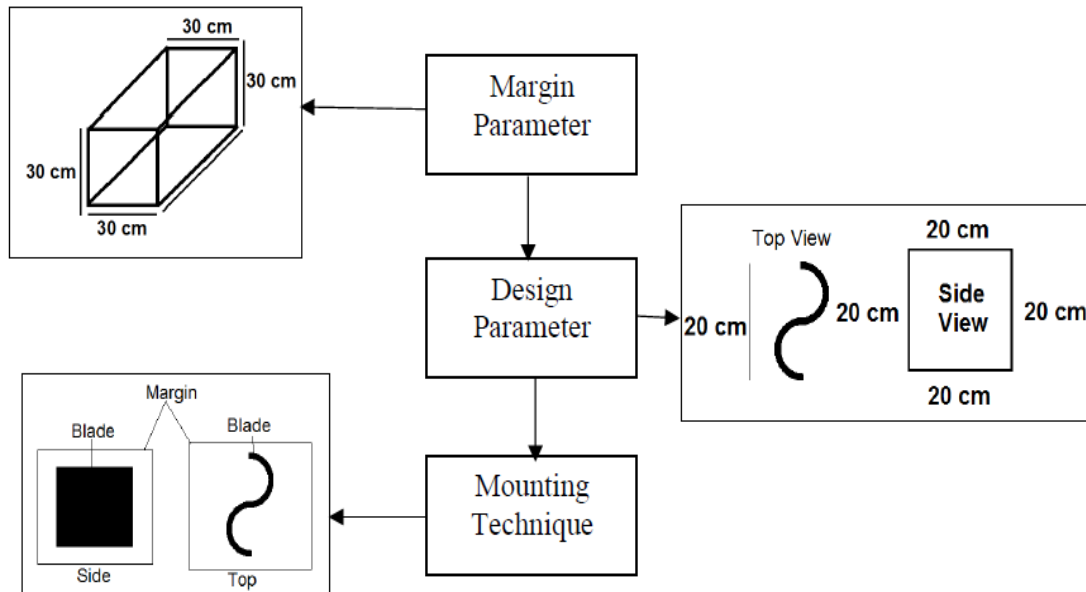 30 cm
30 cm
30 cm
30 cm
Margin
Parameter
Design
Parameter
Top View
20 cm
20 cm
20 cm
Side
View
20 cm
20 cm
Mounting
Technique
Margin
Blade
Blade
Side
Top